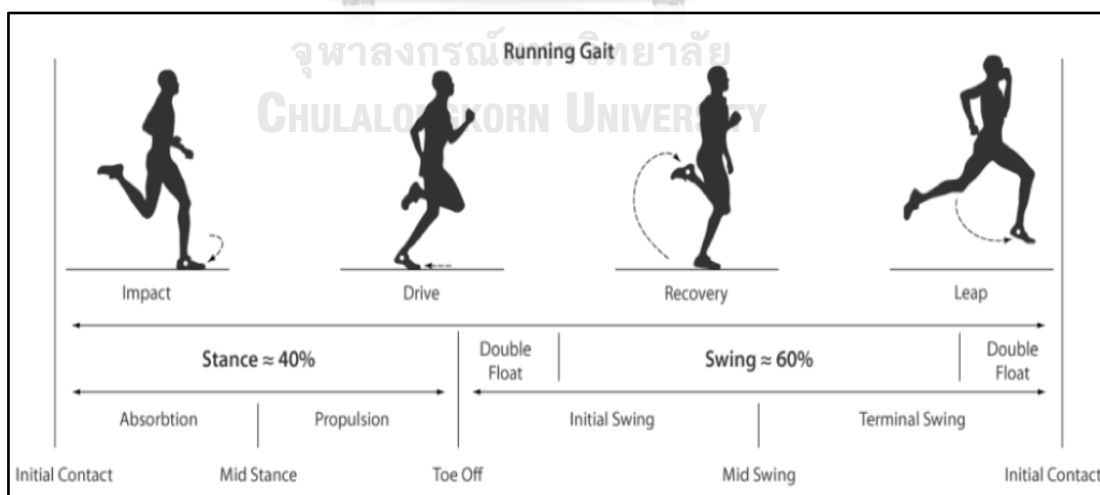 จุฬาลงกรณ์มหาวิทยาลัย
Running Gait
CHULALONGKORN UNIVERSITY
Impact Drive Recovery Leap
Stance ≈ 40% Double Float Swing ≈ 60% Double Float
Absorbtion Propulsion Initial Swing Terminal Swing
Initial Contact Mid Stance Toe Off Mid Swing Initial Contact